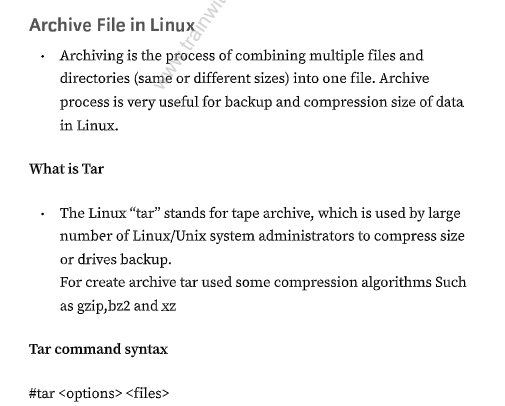 Archive File in Linux
• Archiving is the process of combining multiple files and
directories (same or different sizes) into one file. Archive
process is very useful for backup and compression size of data
in Linux.
What is Tar
• The Linux “tar” stands for tape archive, which is used by large
number of Linux/Unix system administrators to compress size
or drives backup.
For create archive tar used some compression algorithms Such
as gzip,bz2 and xz
Tar command syntax
#tar <options> <files>